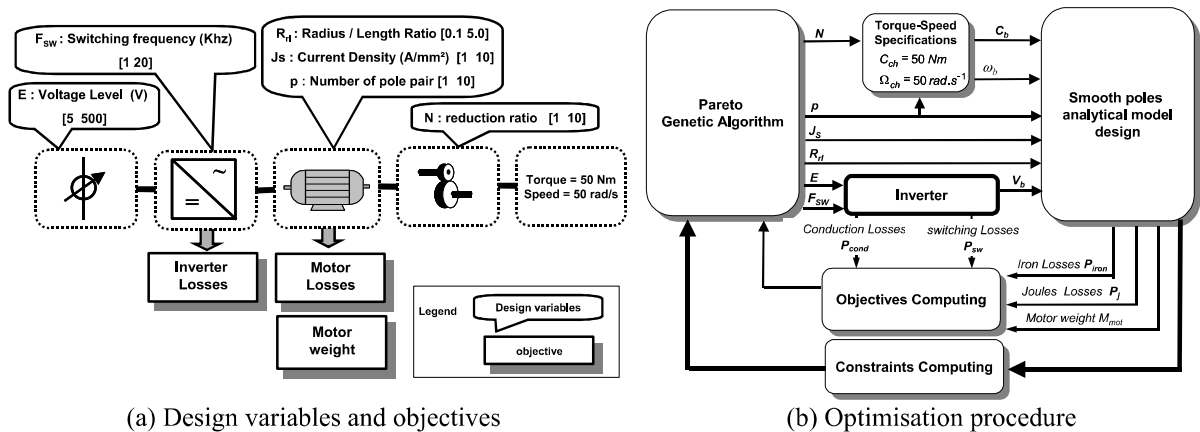 F_SW : Switching frequency (Khz)
[1 20]
E : Voltage Level (V)
[5 500]
R_rl : Radius / Length Ratio [0.1 5.0]
Js : Current Density (A/mm²) [1 10]
p : Number of pole pair [1 10]
N : reduction ratio [1 10]
~
=
Torque = 50 Nm
Speed = 50 rad/s
Inverter
Losses
Motor
Losses
Motor
weight
Legend
Design variables
objective
(a) Design variables and objectives
Pareto
Genetic Algorithm
N
Torque-Speed
Specifications
C_ch = 50 Nm
Ω_ch = 50 rad.s⁻¹
C_b
ω_b
p
J_S
R_rl
E
F_SW
Inverter
V_b
Smooth poles
analytical model
design
Conduction Losses
P_cond
switching Losses
P_sw
Iron Losses P_iron
Joules Losses P_j
Motor weight M_mot
Objectives Computing
Constraints Computing
(b) Optimisation procedure